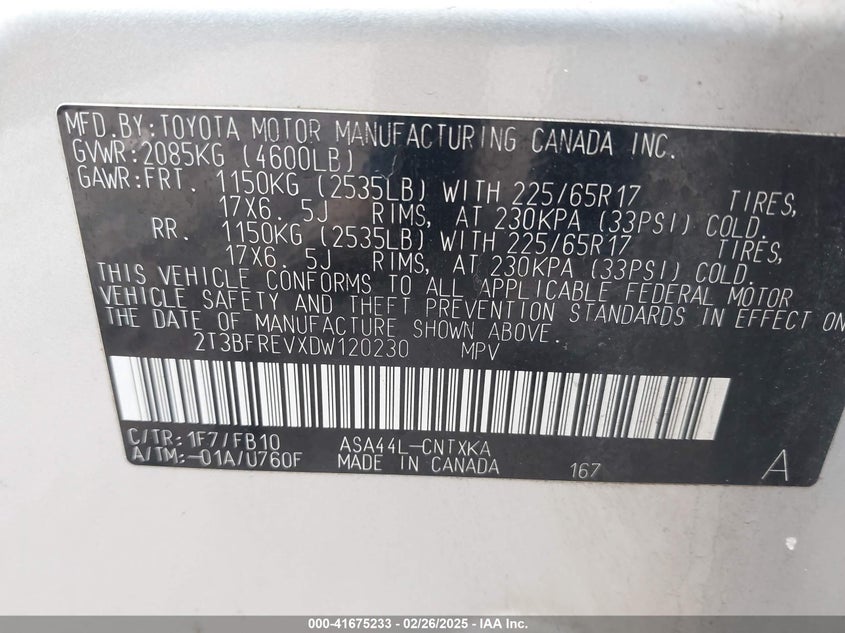 MFD.BY:TOYOTA MOTOR MANUFACTURING CANADA INC.
GVWR:2085KG (4600LB)
GAWR:FRT. 1150KG (2535LB) WITH 225/65R17 TIRES,
17X6.5J RIMS, AT 230KPA (33PSI) COLD.
RR. 1150KG (2535LB) WITH 225/65R17 TIRES,
17X6.5J RIMS, AT 230KPA (33PSI) COLD.
THIS VEHICLE CONFORMS TO ALL APPLICABLE FEDERAL MOTOR
VEHICLE SAFETY AND THEFT PREVENTION STANDARDS IN EFFECT ON
THE DATE OF MANUFACTURE SHOWN ABOVE.
2T3BFREVXDW120230 MPV
C/TR:1F7/FB10 ASA44L-CNTXKA
A/TM:-01A/U760F MADE IN CANADA 167 A
000-41675233 - 02/26/2025 - IAA Inc.